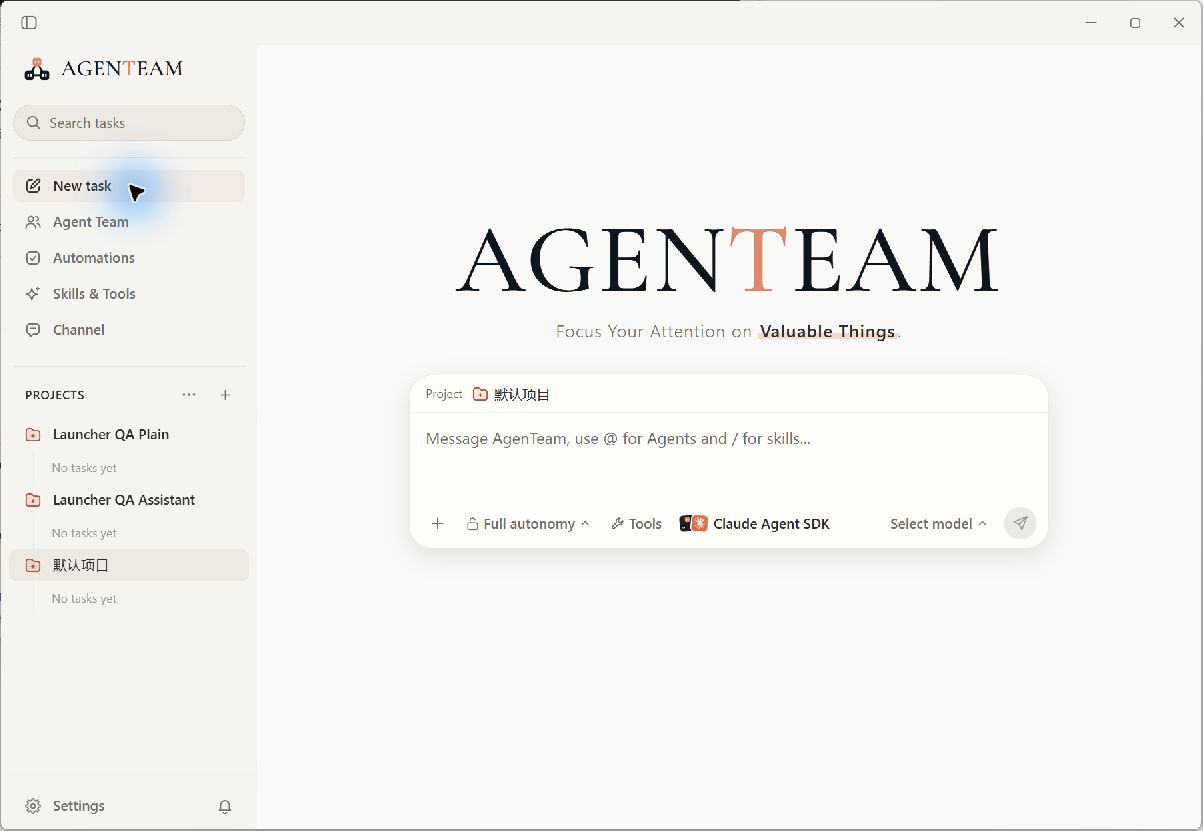 AGENTEAM
Search tasks
New task
Agent Team
Automations
Skills & Tools
Channel
PROJECTS
Launcher QA Plain
No tasks yet
Launcher QA Assistant
No tasks yet
默认项目
No tasks yet
Settings
AGENTEAM
Focus Your Attention on Valuable Things.
Project 默认项目
Message AgenTeam, use @ for Agents and / for skills...
Full autonomy Tools Claude Agent SDK Select model